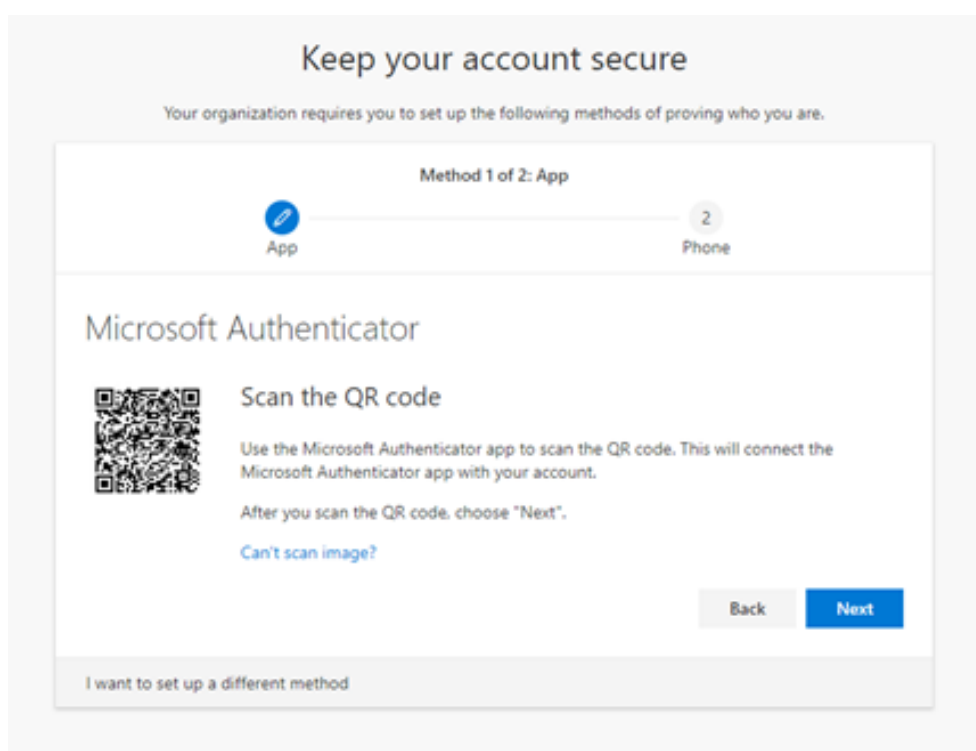 Keep your account secure
Your organization requires you to set up the following methods of proving who you are.
Method 1 of 2: App
2
App
Phone
Microsoft Authenticator
Scan the QR code
Use the Microsoft Authenticator app to scan the QR code. This will connect the
Microsoft Authenticator app with your account.
After you scan the QR code, choose "Next".
Can't scan image?
Back
Next
I want to set up a different method